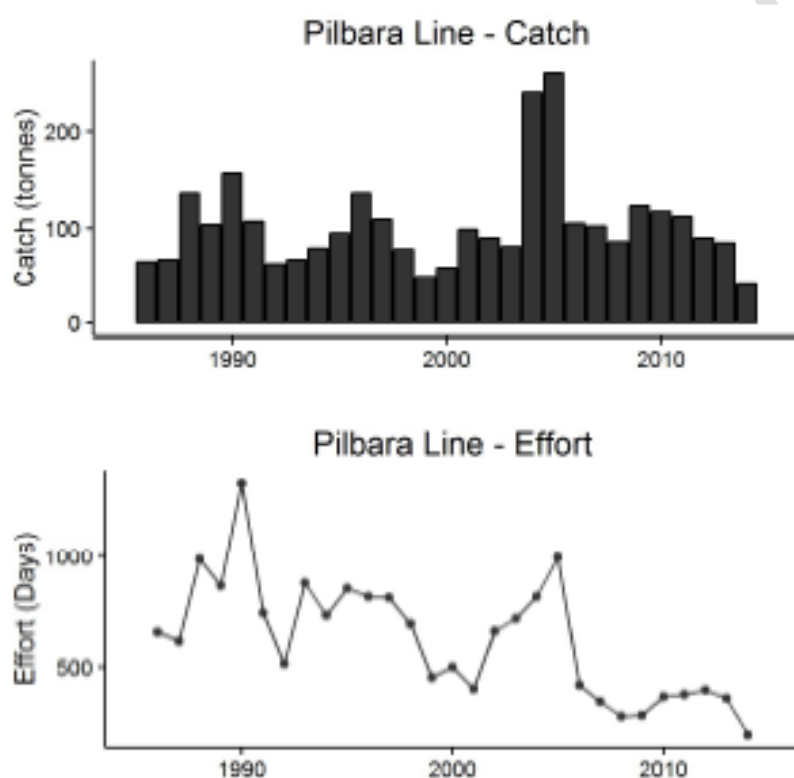 Pilbara Line - Catch
Catch (tonnes)
200
100
0
1990 2000 2010
Pilbara Line - Effort
Effort (Days)
1000
500
1990 2000 2010